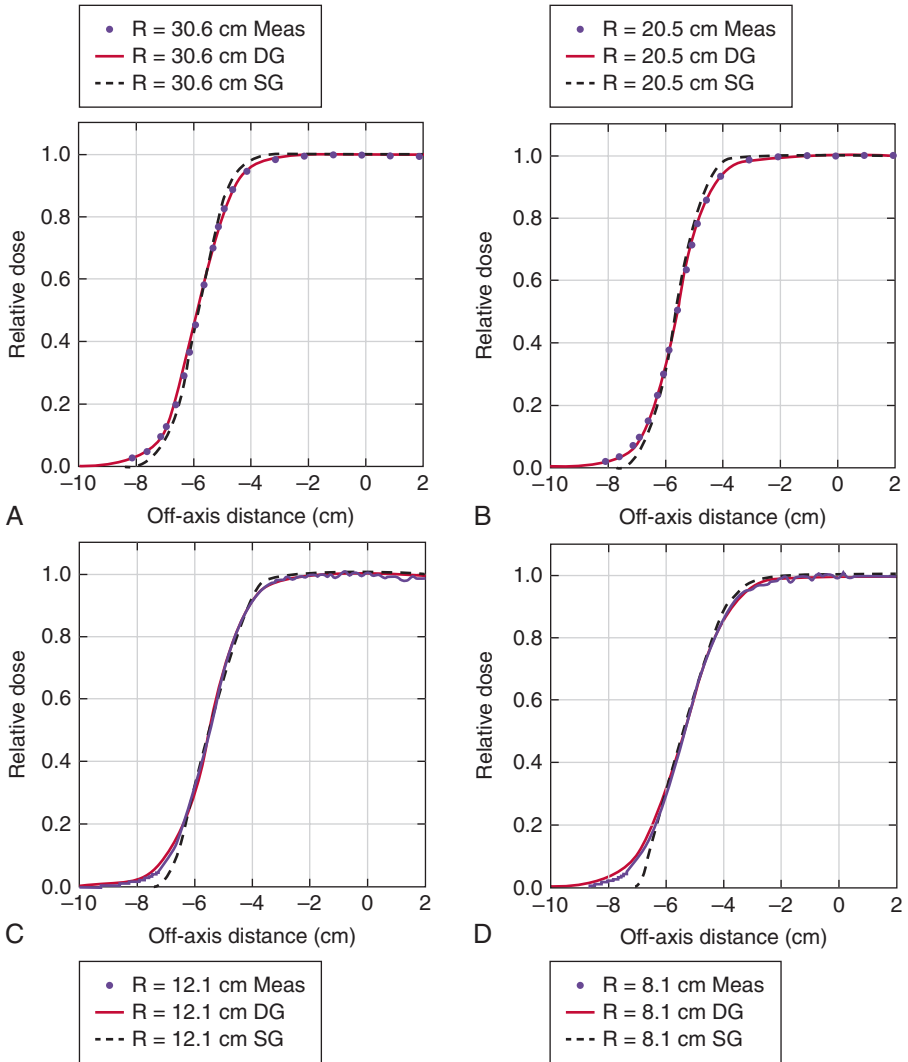 R = 30.6 cm Meas
R = 30.6 cm DG
R = 30.6 cm SG
R = 20.5 cm Meas
R = 20.5 cm DG
R = 20.5 cm SG
1.0
0.8
0.6
0.4
0.2
0.0
Relative dose
–10 –8 –6 –4 –2 0 2
Off-axis distance (cm)
A
1.0
0.8
0.6
0.4
0.2
0.0
Relative dose
–10 –8 –6 –4 –2 0 2
Off-axis distance (cm)
B
1.0
0.8
0.6
0.4
0.2
0.0
Relative dose
–10 –8 –6 –4 –2 0 2
Off-axis distance (cm)
C
1.0
0.8
0.6
0.4
0.2
0.0
Relative dose
–10 –8 –6 –4 –2 0 2
Off-axis distance (cm)
D
R = 12.1 cm Meas
R = 12.1 cm DG
R = 12.1 cm SG
R = 8.1 cm Meas
R = 8.1 cm DG
R = 8.1 cm SG